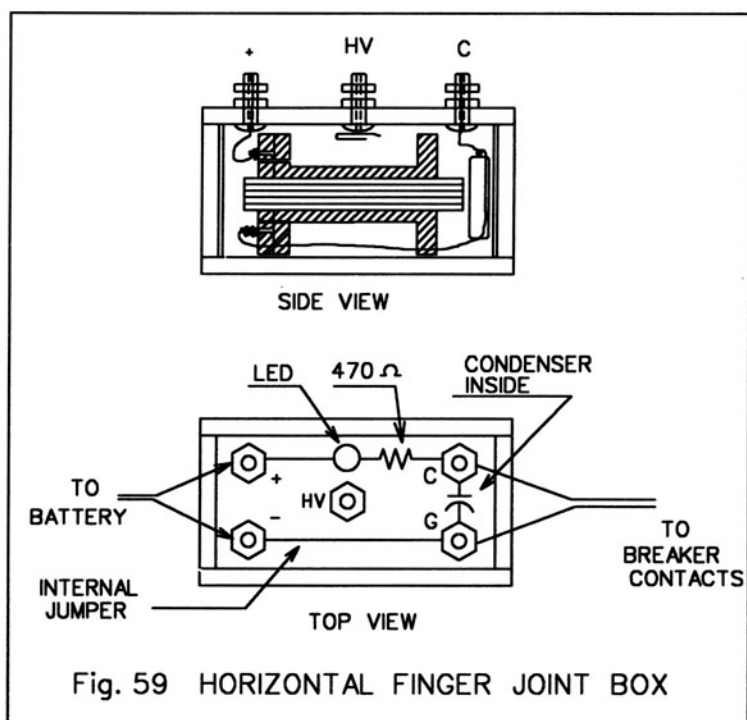 + HV C
SIDE VIEW
LED 470 Ω CONDENSER
INSIDE
+ HV C
- G
TO
BATTERY
TO
BREAKER
CONTACTS
INTERNAL
JUMPER
TOP VIEW
Fig. 59 HORIZONTAL FINGER JOINT BOX